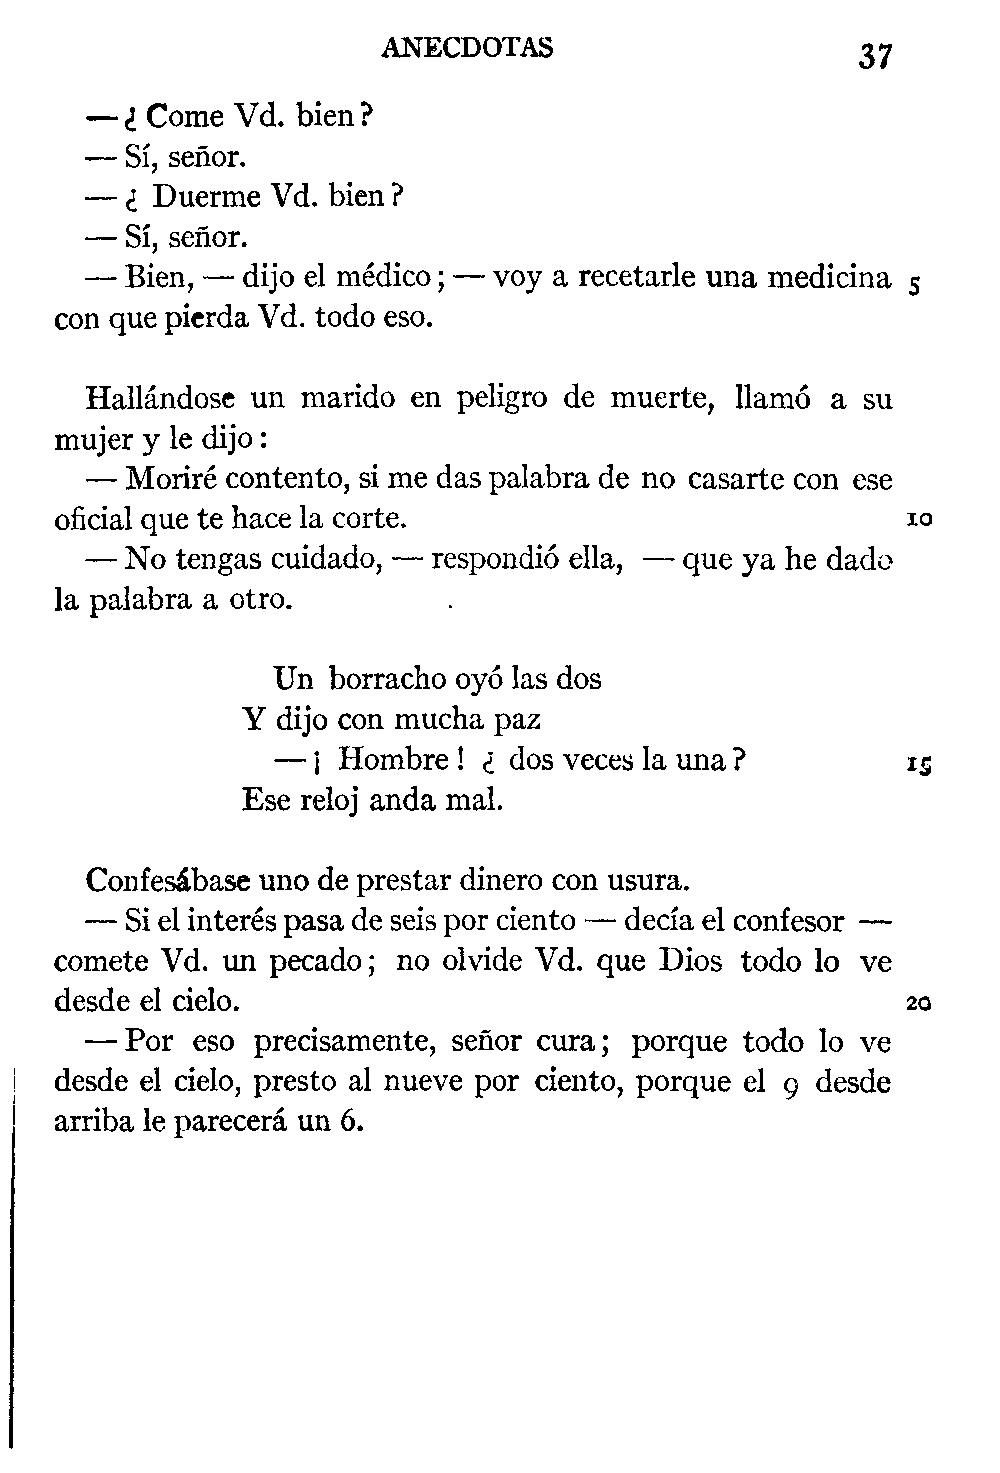 ANECDOTAS 37
— ¿ Come Vd. bien ?
— Sí, señor.
— ¿ Duerme Vd. bien ?
— Sí, señor.
— Bien, — dijo el médico ; — voy a recetarle una medicina 5
con que pierda Vd. todo eso.
Hallándose un marido en peligro de muerte, llamó a su
mujer y le dijo :
— Moriré contento, si me das palabra de no casarte con ese
oficial que te hace la corte. 10
— No tengas cuidado, — respondió ella, — que ya he dado
la palabra a otro.
Un borracho oyó las dos
Y dijo con mucha paz
— ¡ Hombre ! ¿ dos veces la una ? 15
Ese reloj anda mal.
Confesábase uno de prestar dinero con usura.
— Si el interés pasa de seis por ciento — decía el confesor —
comete Vd. un pecado ; no olvide Vd. que Dios todo lo ve
desde el cielo. 20
— Por eso precisamente, señor cura ; porque todo lo ve
desde el cielo, presto al nueve por ciento, porque el 9 desde
arriba le parecerá un 6.